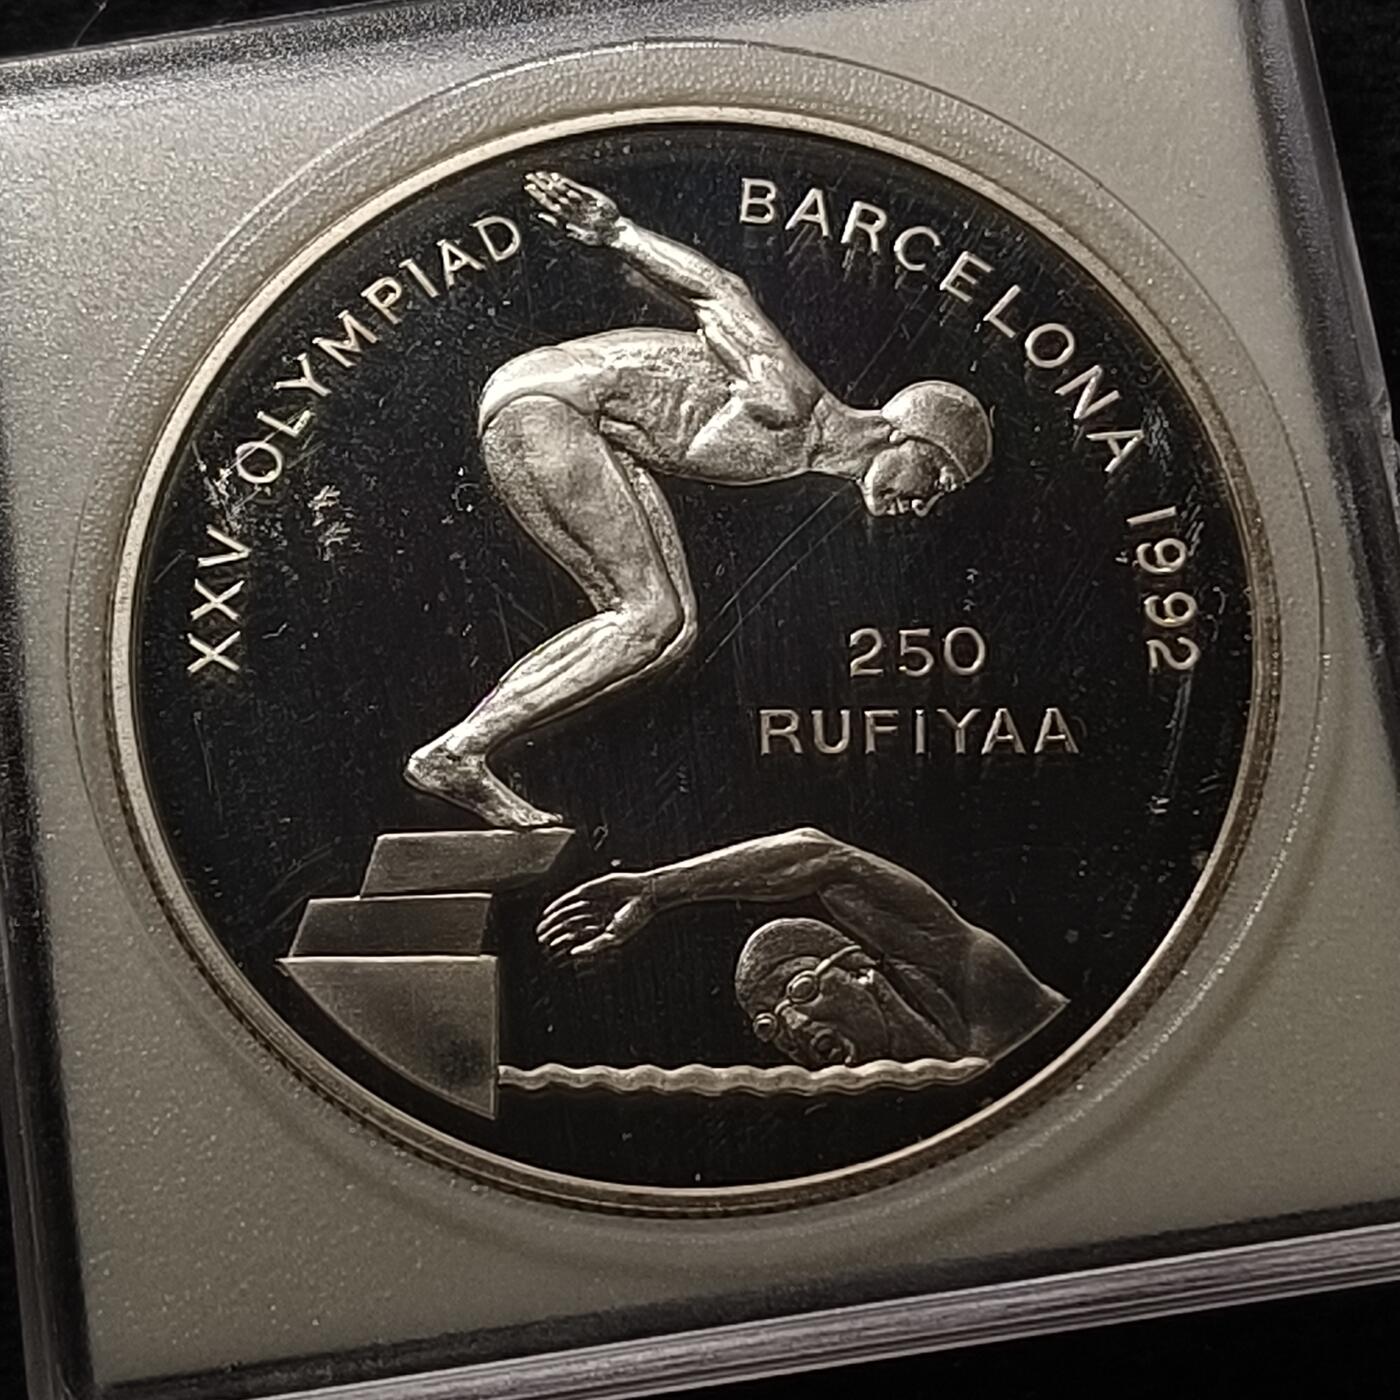 XXV OLYMPIAD BARCELONA 1992
250
RUFIYAA